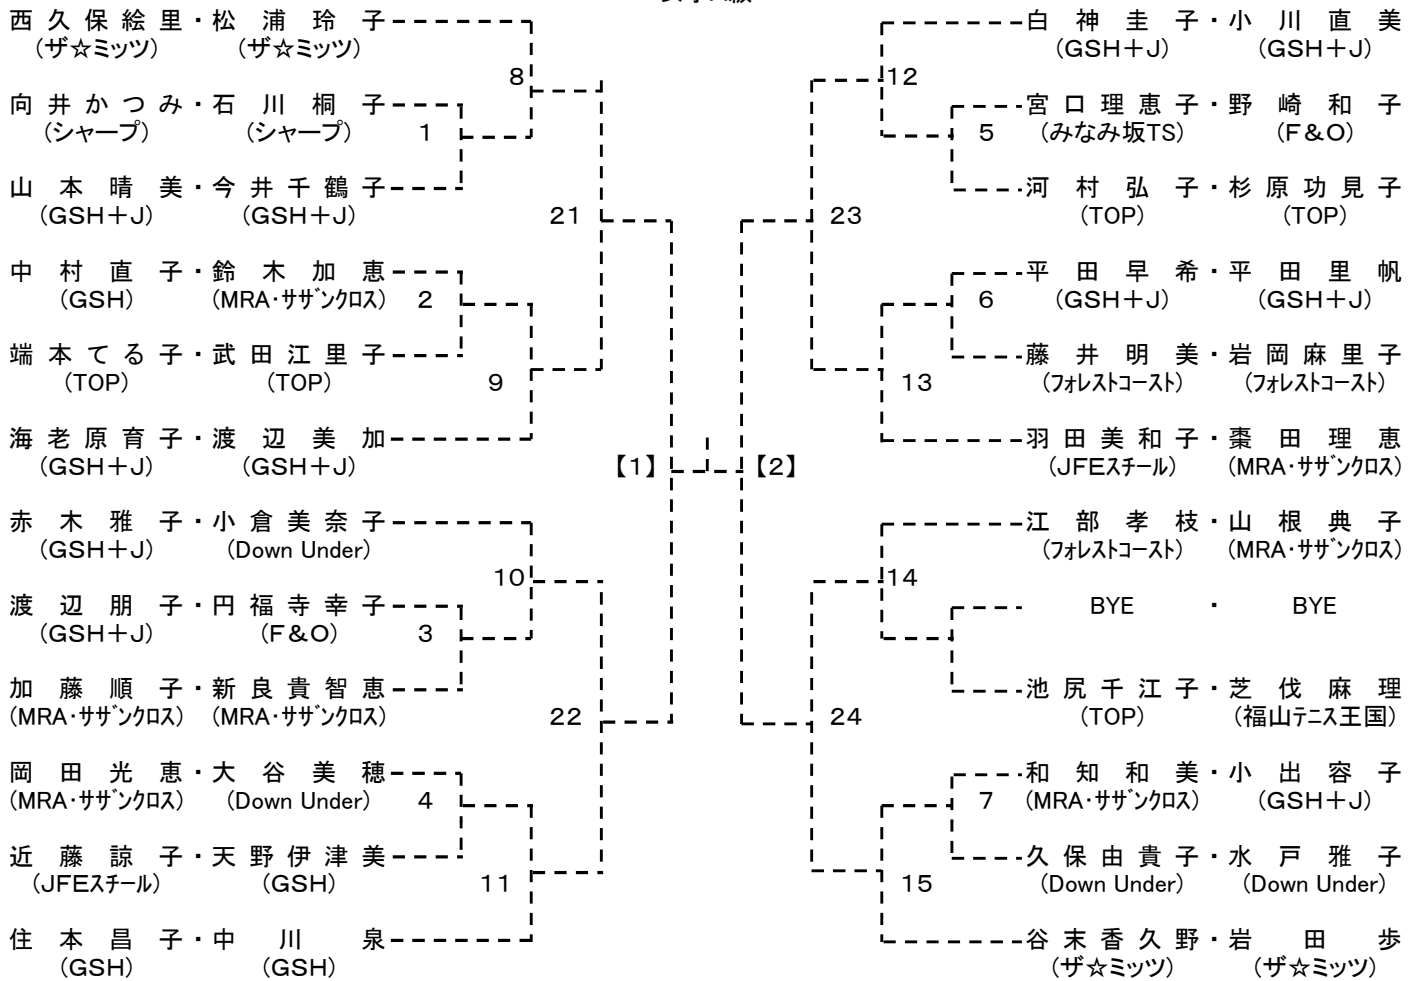 西久保絵里・松浦玲子
(ザ☆ミッツ) (ザ☆ミッツ)
8
向井かつみ・石川桐子
(シャープ) (シャープ) 1
山本晴美・今井千鶴子
(GSH＋J) (GSH＋J)
21
中村直子・鈴木加恵
(GSH) (MRA・ｻｻﾞﾝｸﾛｽ) 2
端本てる子・武田江里子
(TOP) (TOP) 9
海老原育子・渡辺美加
(GSH＋J) (GSH＋J)
【1】
赤木雅子・小倉美奈子
(GSH＋J) (Down Under)
10
渡辺朋子・円福寺幸子
(GSH＋J) (F＆O) 3
加藤順子・新良貴智恵
(MRA・ｻｻﾞﾝｸﾛｽ) (MRA・ｻｻﾞﾝｸﾛｽ)
22
岡田光恵・大谷美穂
(MRA・ｻｻﾞﾝｸﾛｽ) (Down Under) 4
近藤諒子・天野伊津美
(JFEｽﾁｰﾙ) (GSH) 11
住本昌子・中川泉
(GSH) (GSH)
白神圭子・小川直美
(GSH＋J) (GSH＋J)
12
宮口理恵子・野崎和子
5 (みなみ坂TS) (F＆O)
河村弘子・杉原功見子
(TOP) (TOP)
23
平田早希・平田里帆
6 (GSH＋J) (GSH＋J)
藤井明美・岩岡麻里子
13 (ﾌｫﾚｽﾄｺｰｽﾄ) (ﾌｫﾚｽﾄｺｰｽﾄ)
羽田美和子・棗田理恵
(JFEｽﾁｰﾙ) (MRA・ｻｻﾞﾝｸﾛｽ)
【2】
江部孝枝・山根典子
(ﾌｫﾚｽﾄｺｰｽﾄ) (MRA・ｻｻﾞﾝｸﾛｽ)
14
BYE ・ BYE
池尻千江子・芝伐麻理
(TOP) (福山ﾃﾆｽ王国)
24
和知和美・小出容子
7 (MRA・ｻｻﾞﾝｸﾛｽ) (GSH＋J)
久保由貴子・水戸雅子
15 (Down Under) (Down Under)
谷末香久野・岩田歩
(ザ☆ミッツ) (ザ☆ミッツ)